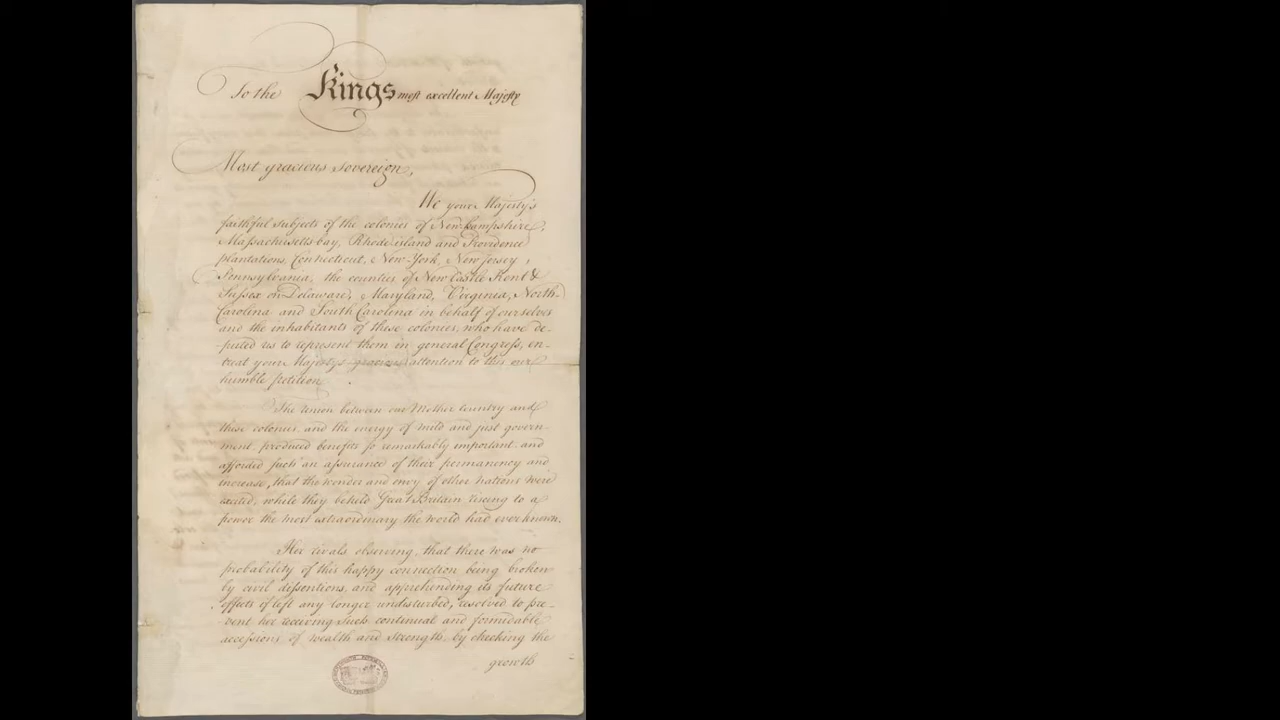 To the Kings most excellent Majesty
Most gracious sovereign,
We your Majesty's
faithful subjects of the colonies of Newhampshire,
Massachusetts bay, Rhode island and Providence
plantations, Connecticut, New-York, New Jersey,
Pennsylvania, the counties of New Castle Kent &
Sussex on Delaware, Maryland, Virginia, North-
Carolina and South Carolina in behalf of ourselves
and the inhabitants of these colonies, who have de-
puted us to represent them in general Congress, en-
treat your Majestys gracious attention to this our
humble petition.
The union between our Mother Country and
these colonies and the energy of mild and just govern-
ment produced benefits so remarkably important and
afforded such an assurance of their permanency and
increase, that the wonder and envy of other nations were
excited, while they beheld Great Britain rising to a
power the most extraordinary the world had ever known.
Her rivals observing, that there was no
probability of this happy connection being broken
by civil dissentions, and apprehending its future
effects if left any longer undisturbed, resolved to pre-
vent her receiving such continual and formidable
accessions of wealth and strength, by checking the
growth